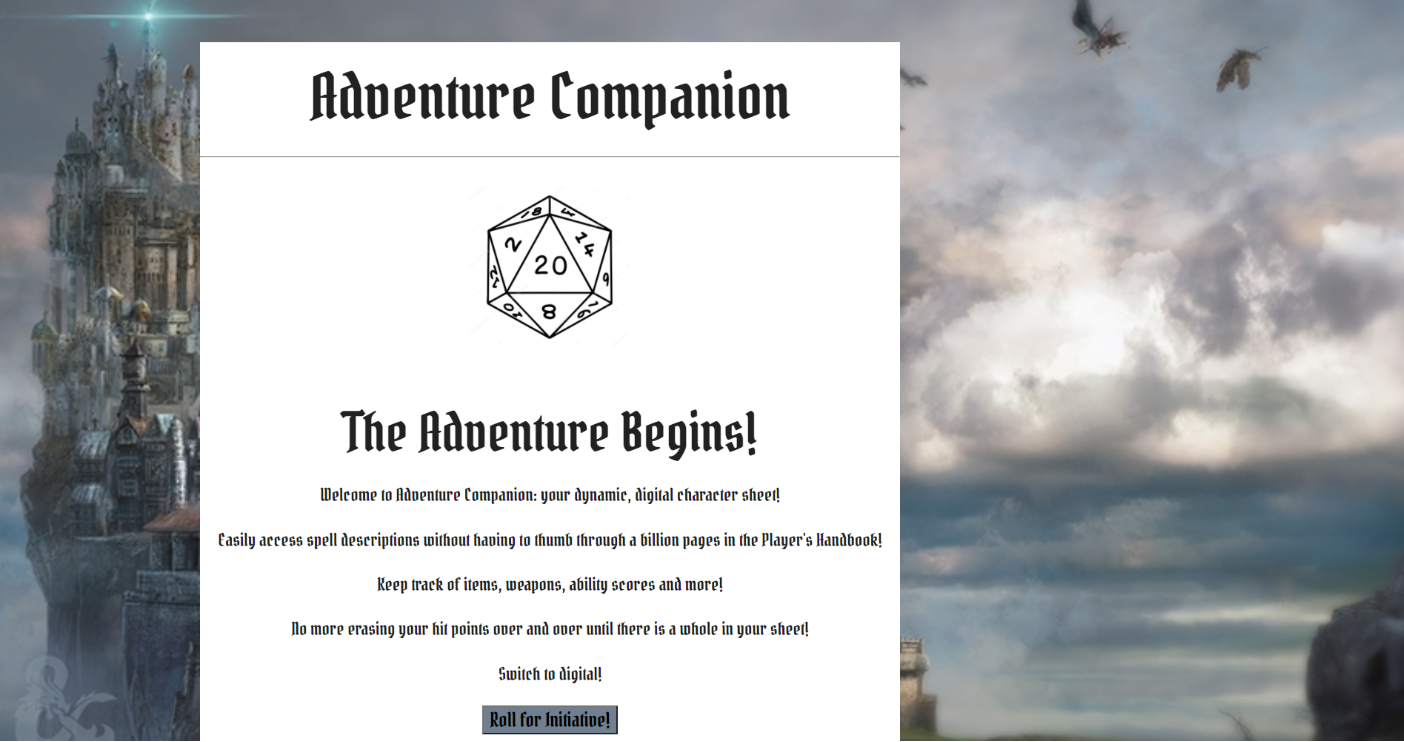 Adventure Companion
18
2
14
20
9
12
10
8
16
The Adventure Begins!
Welcome to Adventure Companion: your dynamic, digital character sheet!
Easily access spell descriptions without having to thumb through a billion pages in the Player's Handbook!
Keep track of items, weapons, ability scores and more!
No more erasing your hit points over and over until there is a whole in your sheet!
Switch to digital!
Roll for Initiative!